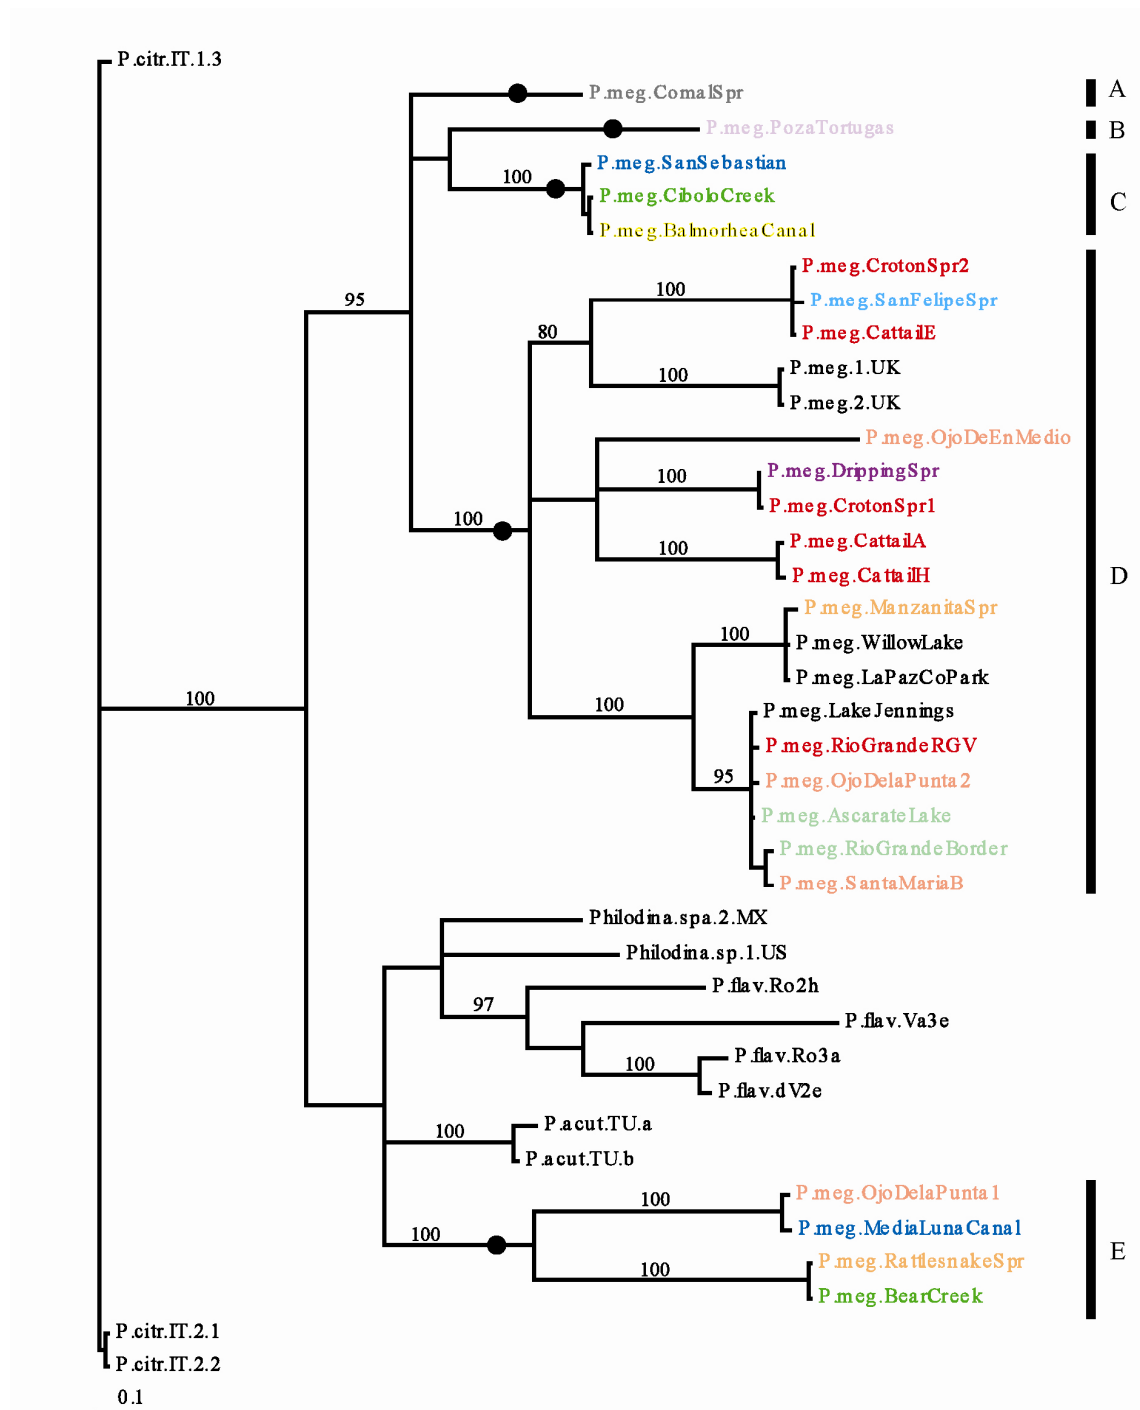 P.citr.IT.1.3
P.meg.ComalSpr
A
P.meg.PozaTortugas
B
P.meg.SanSebastian
100
P.meg.CiboloCreek
C
P.meg.BalmorheaCanal
P.meg.CrotonSpr2
100
P.meg.SanFelipeSpr
95
80
P.meg.CattailE
P.meg.1.UK
100
P.meg.2.UK
P.meg.OjoDeEnMedio
100
P.meg.DrippingSpr
P.meg.CrotonSpr1
100
P.meg.CattailA
100
P.meg.CattailH
D
P.meg.ManzanitaSpr
100
P.meg.WillowLake
P.meg.LaPazCoPark
100
100
P.meg.LakeJennings
P.meg.RioGrandeRGV
95
P.meg.OjoDelaPunta2
P.meg.AscarateLake
P.meg.RioGrandeBorder
P.meg.SantaMariaB
Philodina.spa.2.MX
Philodina.sp.1.US
97
P.flav.Ro2h
P.flav.Va3e
100
P.flav.Ro3a
P.flav.dV2e
100
P.acut.TU.a
P.acut.TU.b
100
P.meg.OjoDelaPunta1
100
P.meg.MediaLunaCanal
E
P.meg.RattlesnakeSpr
100
P.meg.BearCreek
P.citr.IT.2.1
P.citr.IT.2.2
0.1